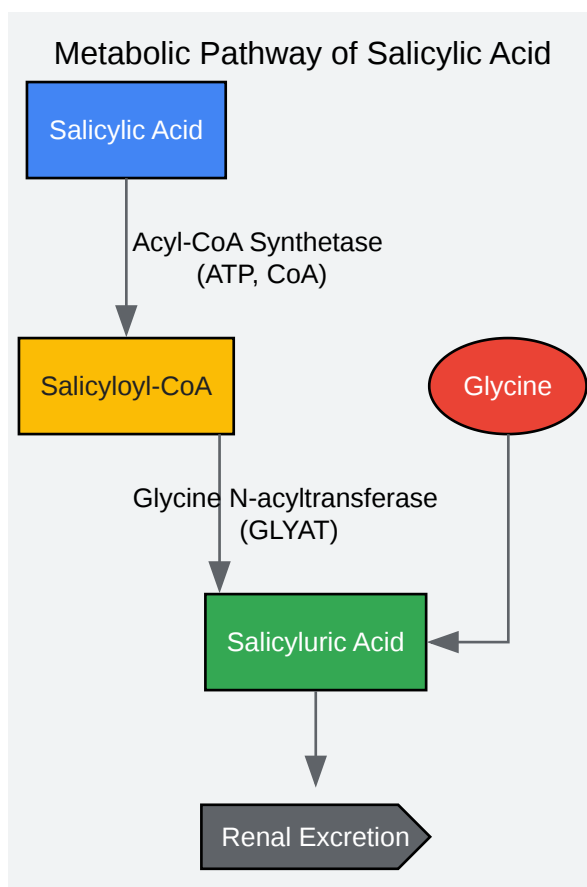 Metabolic Pathway of Salicylic Acid
Salicylic Acid
Acyl-CoA Synthetase
(ATP, CoA)
Salicyloyl-CoA
Glycine
Glycine N-acyltransferase
(GLYAT)
Salicyluric Acid
Renal Excretion